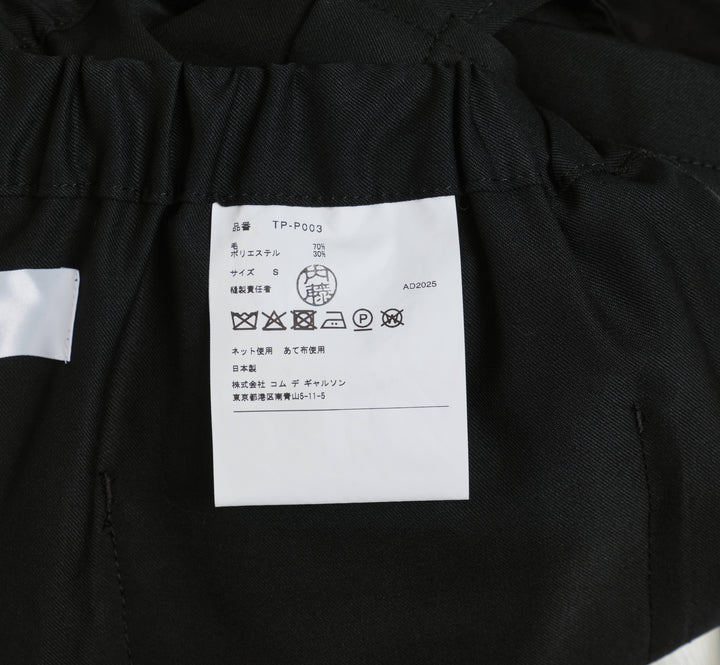 品番 TP-P003
毛 70%
ポリエステル 30%
サイズ S
縫製責任者 内藤 AD2025
P W
ネット使用 あて布使用
日本製
株式会社 コム デ ギャルソン
東京都港区南青山5-11-5